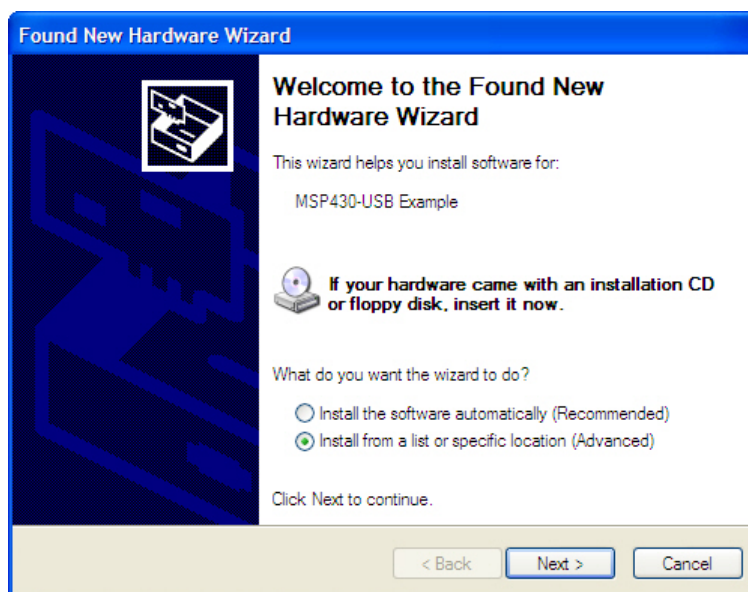 Found New Hardware Wizard
Welcome to the Found New
Hardware Wizard
This wizard helps you install software for:
MSP430-USB Example
If your hardware came with an installation CD
or floppy disk, insert it now.
What do you want the wizard to do?
Install the software automatically (Recommended)
Install from a list or specific location (Advanced)
Click Next to continue.
< Back
Next >
Cancel